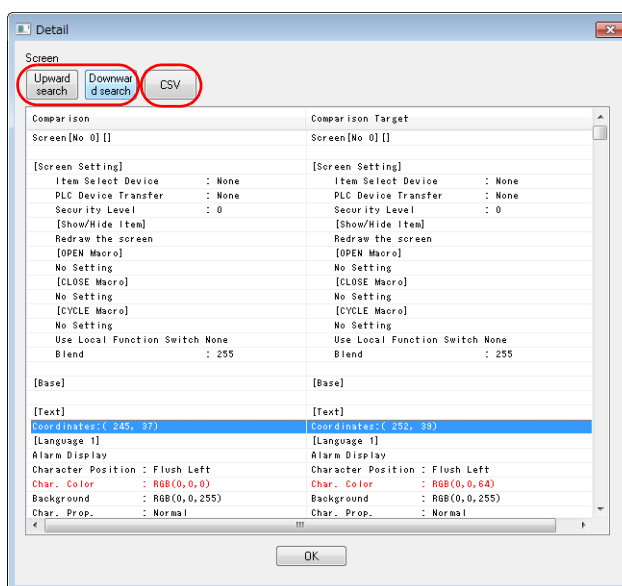 Detail
Screen
Upward search
Downward search
CSV
Comparison Comparison Target
Screen[No 0][] Screen[No 0][]
[Screen Setting] [Screen Setting]
Item Select Device : None Item Select Device : None
PLC Device Transfer : None PLC Device Transfer : None
Security Level : 0 Security Level : 0
[Show/Hide Item] [Show/Hide Item]
Redraw the screen Redraw the screen
[OPEN Macro] [OPEN Macro]
No Setting No Setting
[CLOSE Macro] [CLOSE Macro]
No Setting No Setting
[CYCLE Macro] [CYCLE Macro]
No Setting No Setting
Use Local Function Switch None Use Local Function Switch None
Blend : 255 Blend : 255
[Base] [Base]
[Text] [Text]
Coordinates:( 245, 37) Coordinates:( 252, 39)
[Language 1] [Language 1]
Alarm Display Alarm Display
Character Position : Flush Left Character Position : Flush Left
Char. Color : RGB(0,0,0) Char. Color : RGB(0,0,64)
Background : RGB(0,0,255) Background : RGB(0,0,255)
Char. Prop. : Normal Char. Prop. : Normal
OK